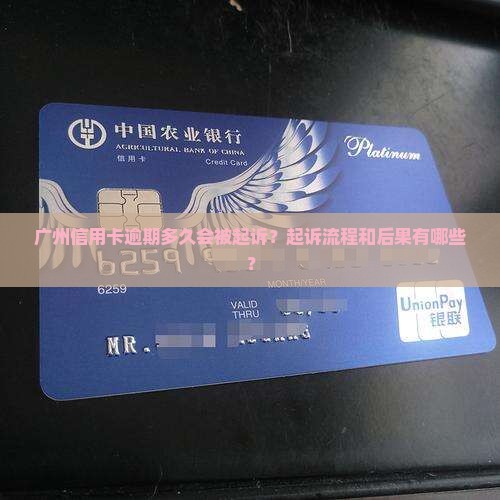 中国农业银行
AGRICULTURAL BANK OF CHINA
信用卡
Credit Card
Platinum
广州信用卡逾期多久会被起诉？起诉流程和后果有哪些
？
6259
6259
MONTH/YEAR
VALID
THRU
UnionPay
银联
MR.